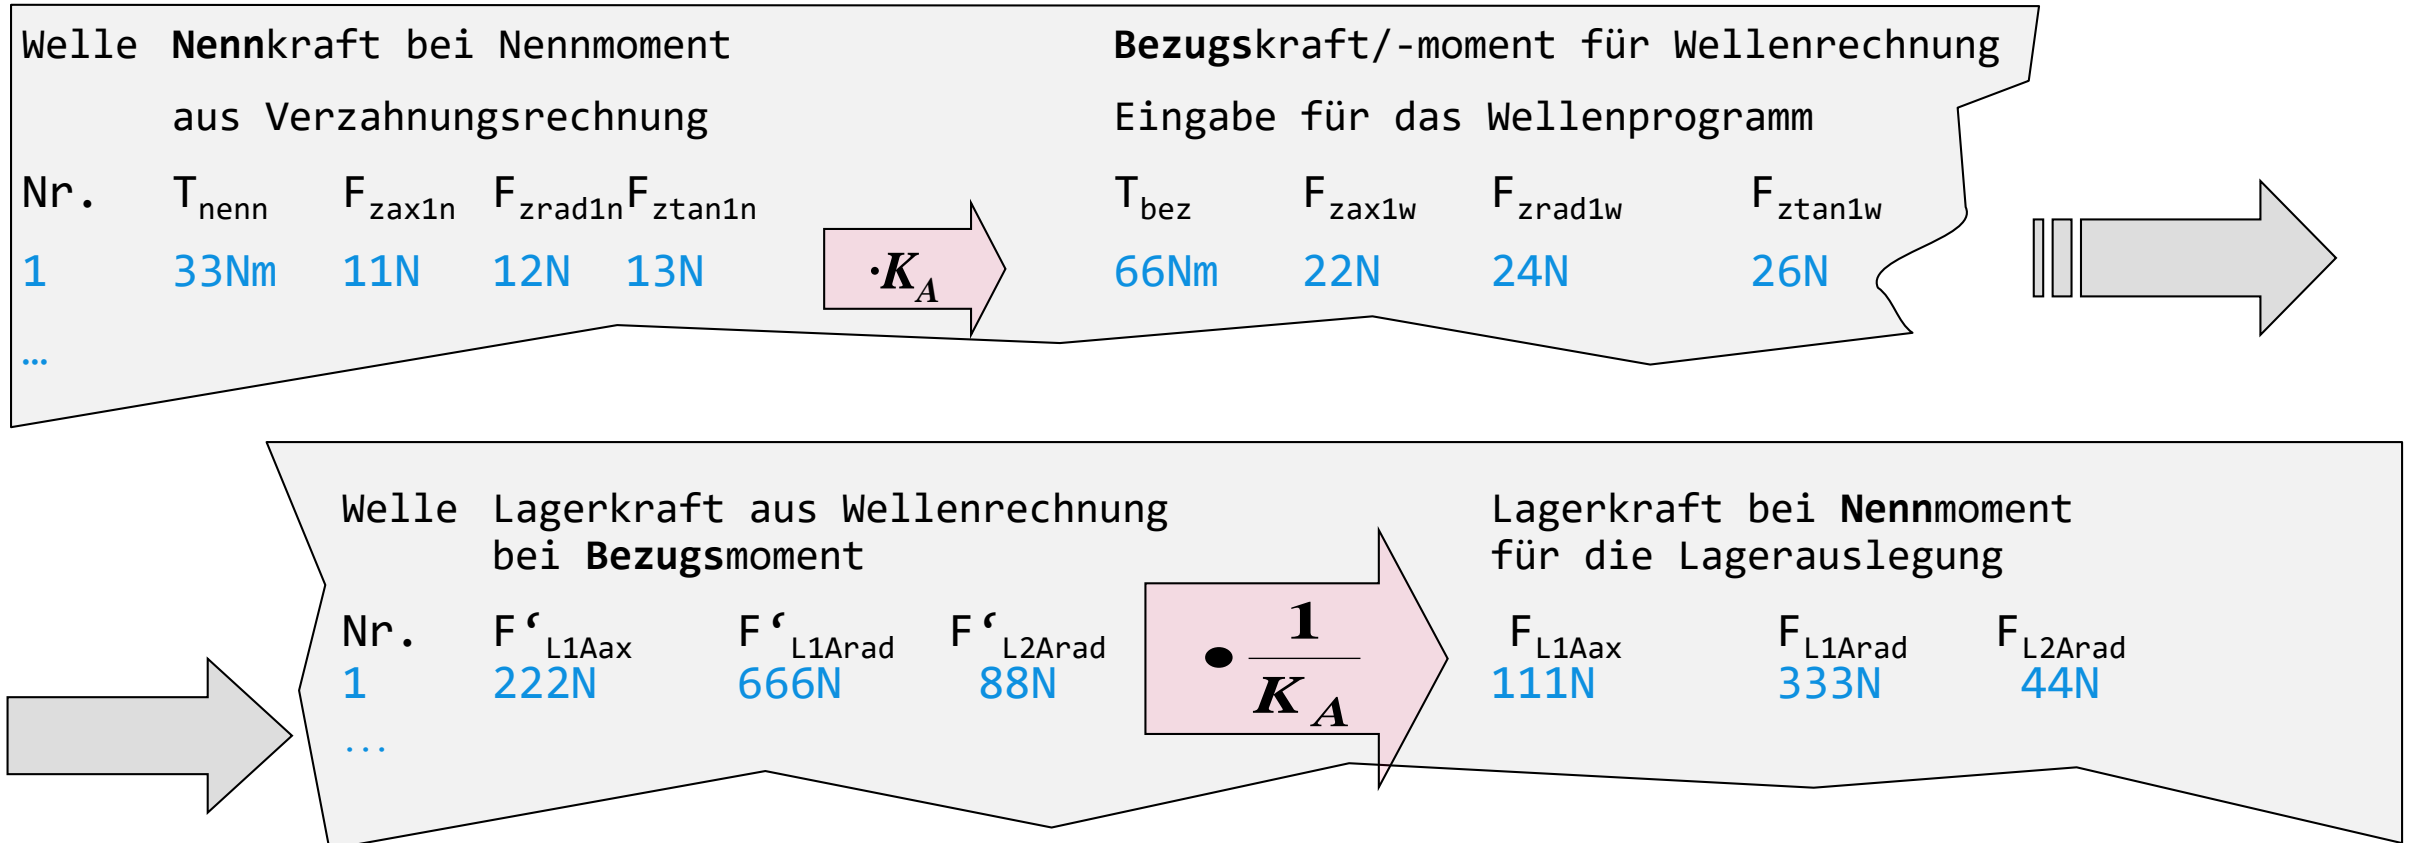 Welle Nennkraft bei Nennmoment Bezugskraft/-moment für Wellenrechnung
aus Verzahnungsrechnung Eingabe für das Wellenprogramm
Nr. Tnenn Fzax1n Fzrad1n Fztan1n Tbez Fzax1w Fzrad1w Fztan1w
1 33Nm 11N 12N 13N ·KA 66Nm 22N 24N 26N
…
Welle Lagerkraft aus Wellenrechnung Lagerkraft bei Nennmoment
bei Bezugsmoment für die Lagerauslegung
Nr. F‘L1Aax F‘L1Arad F‘L2Arad • 1/KA FL1Aax FL1Arad FL2Arad
1 222N 666N 88N 111N 333N 44N
...